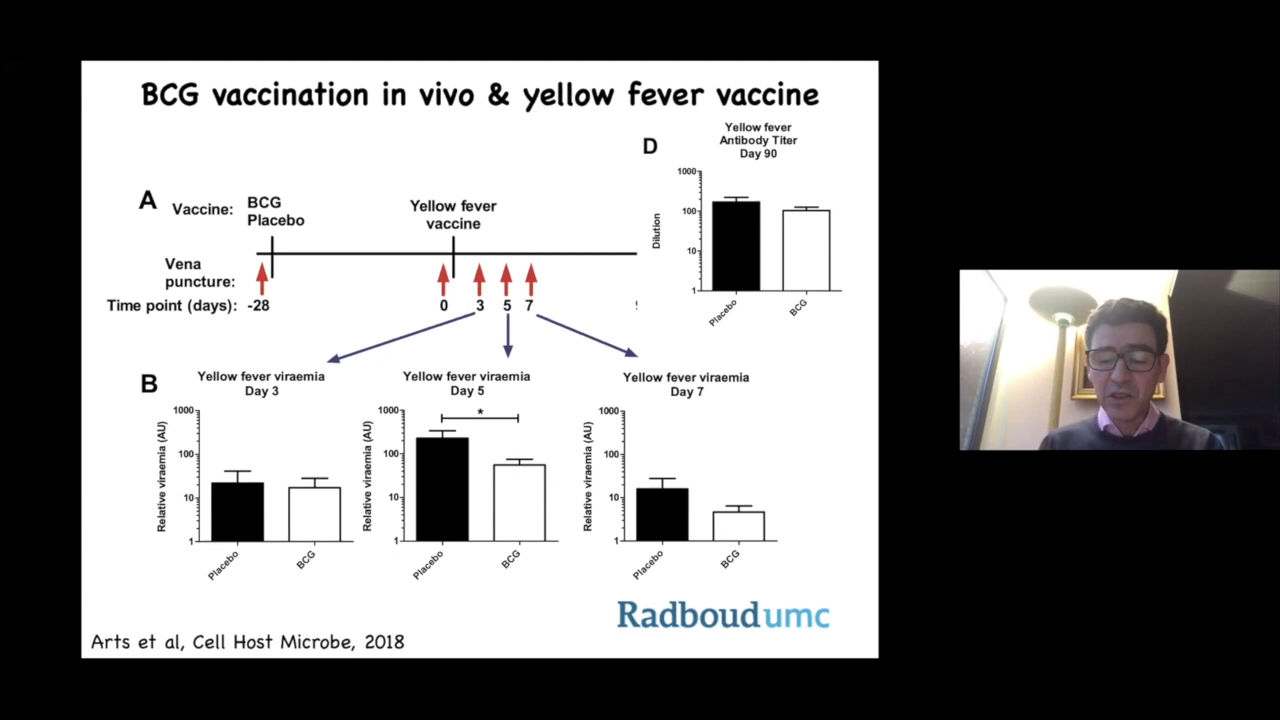 BCG vaccination in vivo & yellow fever vaccine
A
Vaccine:
BCG
Placebo
Yellow fever
vaccine
Vena
puncture:
Time point (days):
-28
0
3
5
7
D
Yellow fever
Antibody Titer
Day 90
Dilution
1000
100
10
1
Placebo
BCG
B
Yellow fever viraemia
Day 3
Relative viraemia (AU)
1000
100
10
1
Placebo
BCG
Yellow fever viraemia
Day 5
Relative viraemia (AU)
1000
100
10
1
*
Placebo
BCG
Yellow fever viraemia
Day 7
Relative viraemia (AU)
1000
100
10
1
Placebo
BCG
Radboudumc
Arts et al, Cell Host Microbe, 2018